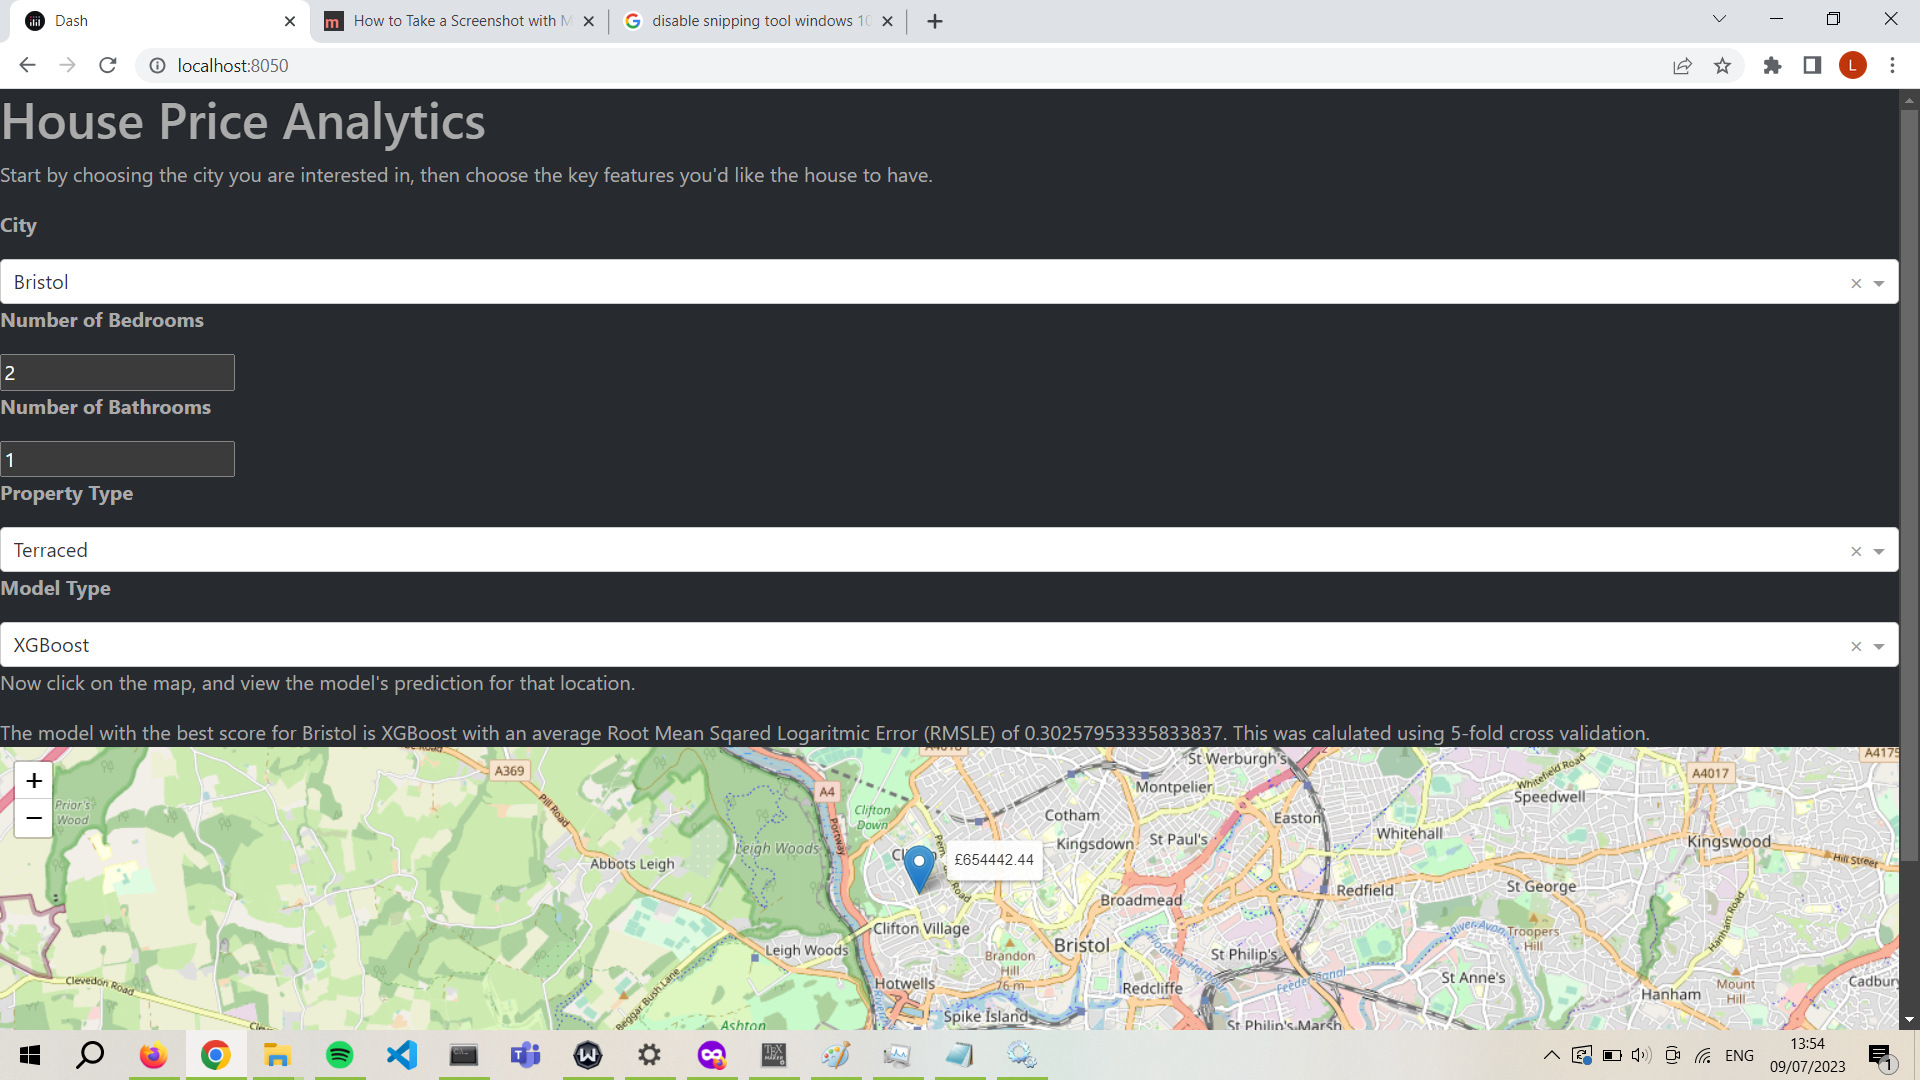 Dash
How to Take a Screenshot with M
disable snipping tool windows 10
localhost:8050
L
House Price Analytics
Start by choosing the city you are interested in, then choose the key features you'd like the house to have.
City
Bristol
Number of Bedrooms
2
Number of Bathrooms
1
Property Type
Terraced
Model Type
XGBoost
Now click on the map, and view the model's prediction for that location.
The model with the best score for Bristol is XGBoost with an average Root Mean Sqared Logaritmic Error (RMSLE) of 0.30257953335833837. This was calulated using 5-fold cross validation.
+
−
Prior's
Wood
A369
Pill Road
A4
Portway
A4018
Clifton
Down
Leigh Woods
Abbots Leigh
£654442.44
Clifton Village
Leigh Woods
Hotwells
Clevedon Road
Beggar Bush Lane
Ashton
St Werburgh's
Montpelier
Cotham
Kingsdown
St Paul's
Easton
Whitehall
Whitefield Road
Speedwell
A4017
A4175
Kingswood
Hill Street
Redfield
St George
Broadmead
Bristol
Brandon
Hill
76 m
Redcliffe
Floating Harbour
Spike Island
St Philip's
Feeder Canal
St Philip's Marsh
River Avon
Troopers
Hill
St Anne's
Hanham Road
Hanham
Mount
Hill
Cadbury
ENG
13:54
09/07/2023
1